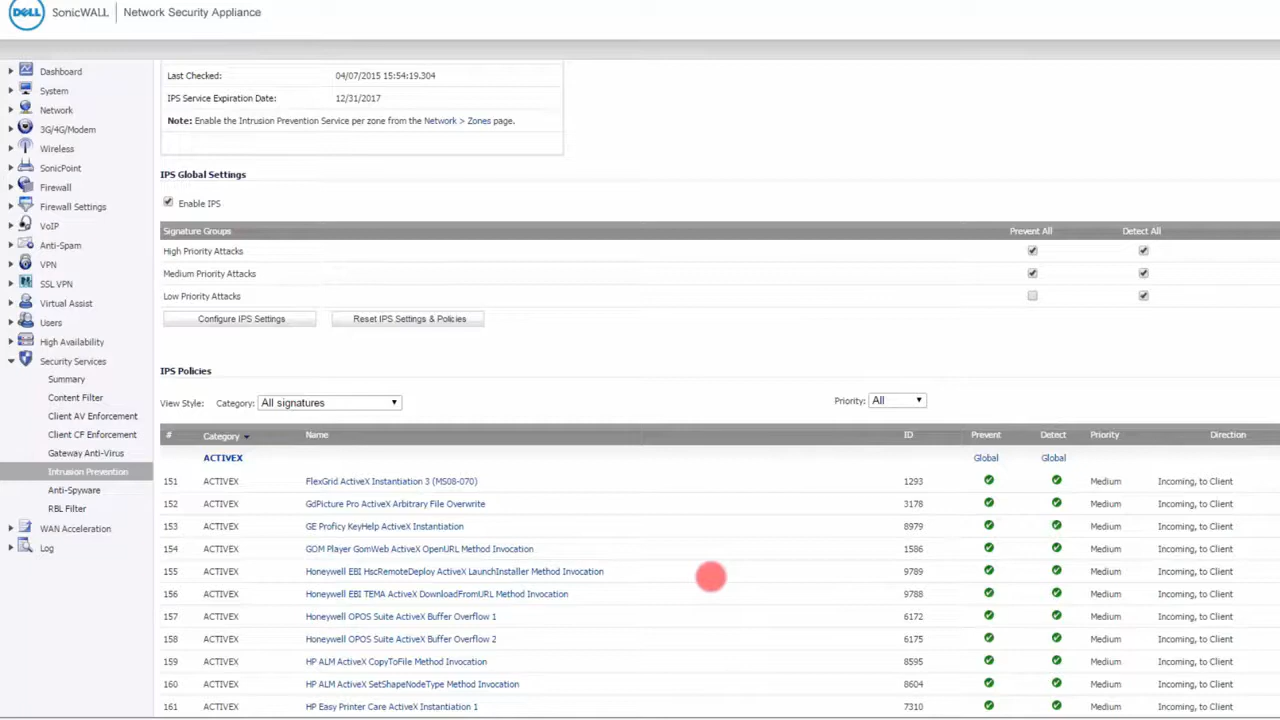 DELL SonicWALL | Network Security Appliance
Dashboard
System
Network
3G/4G/Modem
Wireless
SonicPoint
Firewall
Firewall Settings
VoIP
Anti-Spam
VPN
SSL VPN
Virtual Assist
Users
High Availability
Security Services
Summary
Content Filter
Client AV Enforcement
Client CF Enforcement
Gateway Anti-Virus
Intrusion Prevention
Anti-Spyware
RBL Filter
WAN Acceleration
Log
Last Checked: 04/07/2015 15:54:19.304
IPS Service Expiration Date: 12/31/2017
Note: Enable the Intrusion Prevention Service per zone from the Network > Zones page.
IPS Global Settings
Enable IPS
Signature Groups Prevent All Detect All
High Priority Attacks
Medium Priority Attacks
Low Priority Attacks
Configure IPS Settings Reset IPS Settings & Policies
IPS Policies
View Style: Category: All signatures Priority: All
# Category Name ID Prevent Detect Priority Direction
ACTIVEX Global Global
151 ACTIVEX FlexGrid ActiveX Instantiation 3 (MS08-070) 1293 Medium Incoming, to Client
152 ACTIVEX GdPicture Pro ActiveX Arbitrary File Overwrite 3178 Medium Incoming, to Client
153 ACTIVEX GE Proficy KeyHelp ActiveX Instantiation 8979 Medium Incoming, to Client
154 ACTIVEX GOM Player GomWeb ActiveX OpenURL Method Invocation 1586 Medium Incoming, to Client
155 ACTIVEX Honeywell EBI HscRemoteDeploy ActiveX LaunchInstaller Method Invocation 9789 Medium Incoming, to Client
156 ACTIVEX Honeywell EBI TEMA ActiveX DownloadFromURL Method Invocation 9788 Medium Incoming, to Client
157 ACTIVEX Honeywell OPOS Suite ActiveX Buffer Overflow 1 6172 Medium Incoming, to Client
158 ACTIVEX Honeywell OPOS Suite ActiveX Buffer Overflow 2 6175 Medium Incoming, to Client
159 ACTIVEX HP ALM ActiveX CopyToFile Method Invocation 8595 Medium Incoming, to Client
160 ACTIVEX HP ALM ActiveX SetShapeNodeType Method Invocation 8604 Medium Incoming, to Client
161 ACTIVEX HP Easy Printer Care ActiveX Instantiation 1 7310 Medium Incoming, to Client